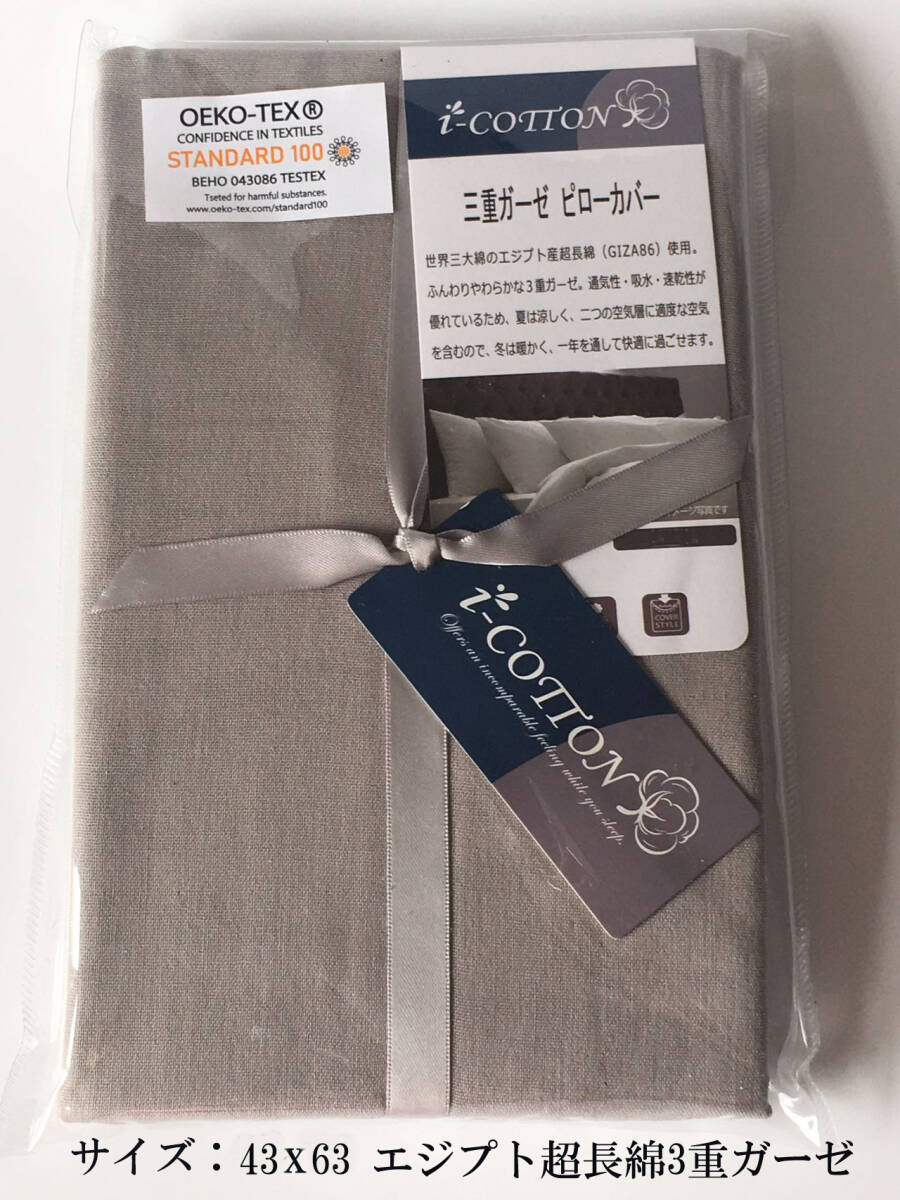 OEKO-TEX®
CONFIDENCE IN TEXTILES
STANDARD 100
BEHO 043086 TESTEX
Tseted for harmful substances.
www.oeko-tex.com/standard100
i-COTTON
三重ガーゼ ピローカバー
世界三大綿のエジプト産超長綿（GIZA86）使用。
ふんわりやわらかな３重ガーゼ。通気性・吸水・速乾性が
優れているため、夏は涼しく、二つの空気層に適度な空気
を含むので、冬は暖かく、一年を通して快適に過ごせます。
ージ写真です
COVER
STYLE
i-COTTON
Offers an incomparable feeling while you sleep.
サイズ：43x63 エジプト超長綿3重ガーゼ